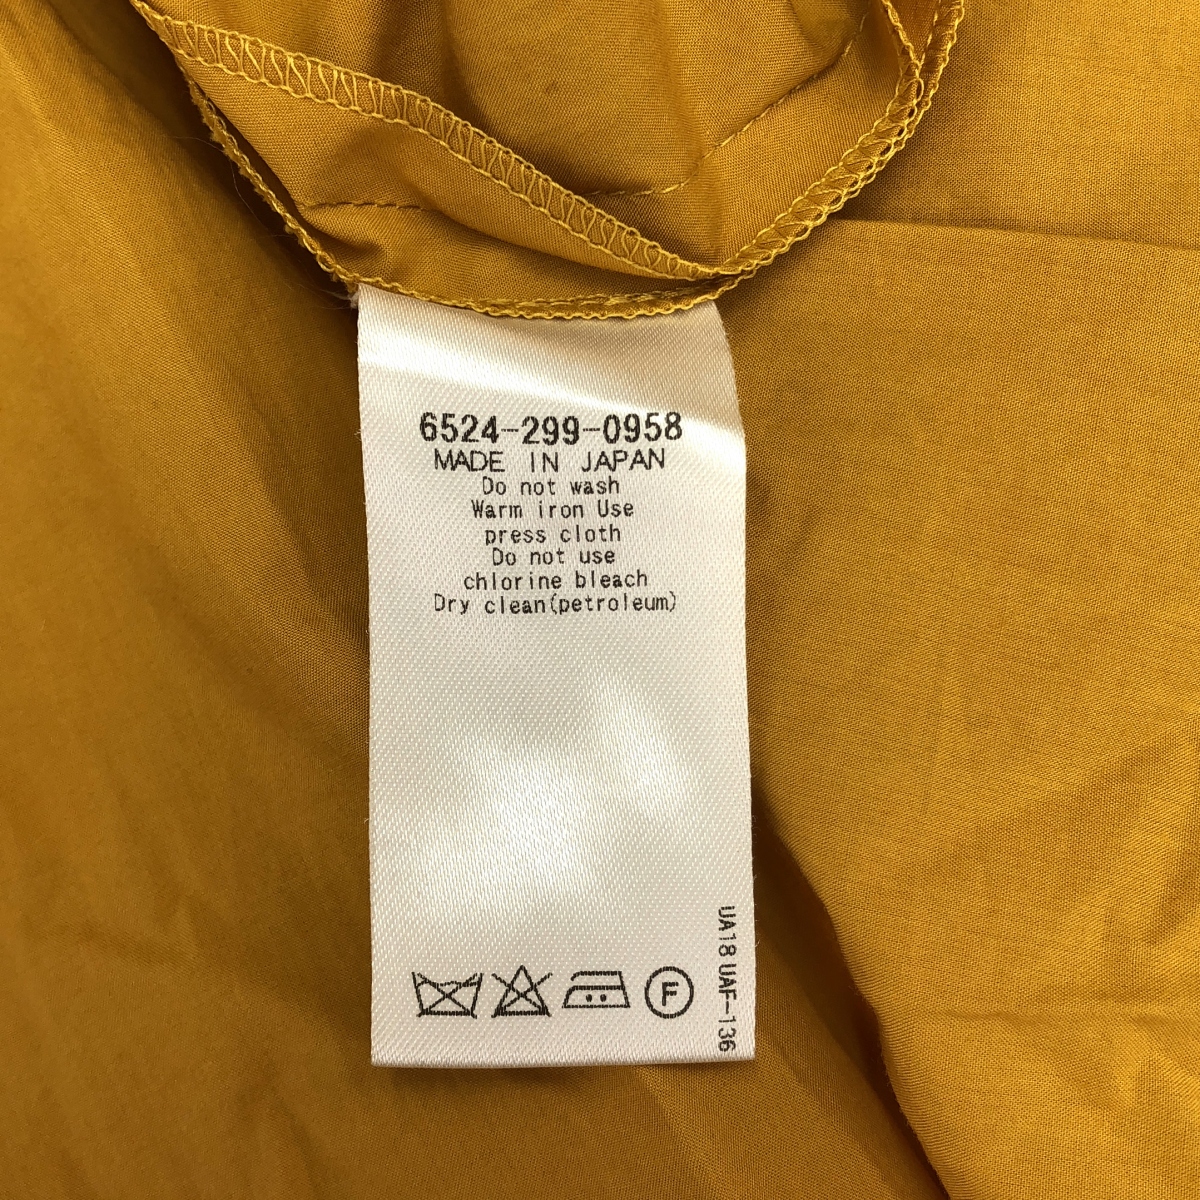 6524-299-0958
MADE IN JAPAN
Do not wash
Warm iron Use
press cloth
Do not use
chlorine bleach
Dry clean(petroleum)
F
UA18 UAF-136